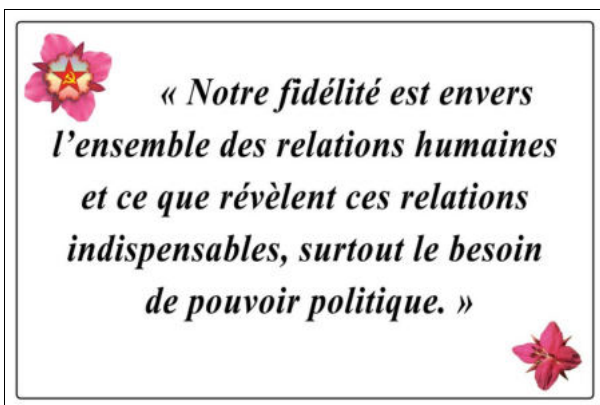 « Notre fidélité est envers
l’ensemble des relations humaines
et ce que révèlent ces relations
indispensables, surtout le besoin
de pouvoir politique. »